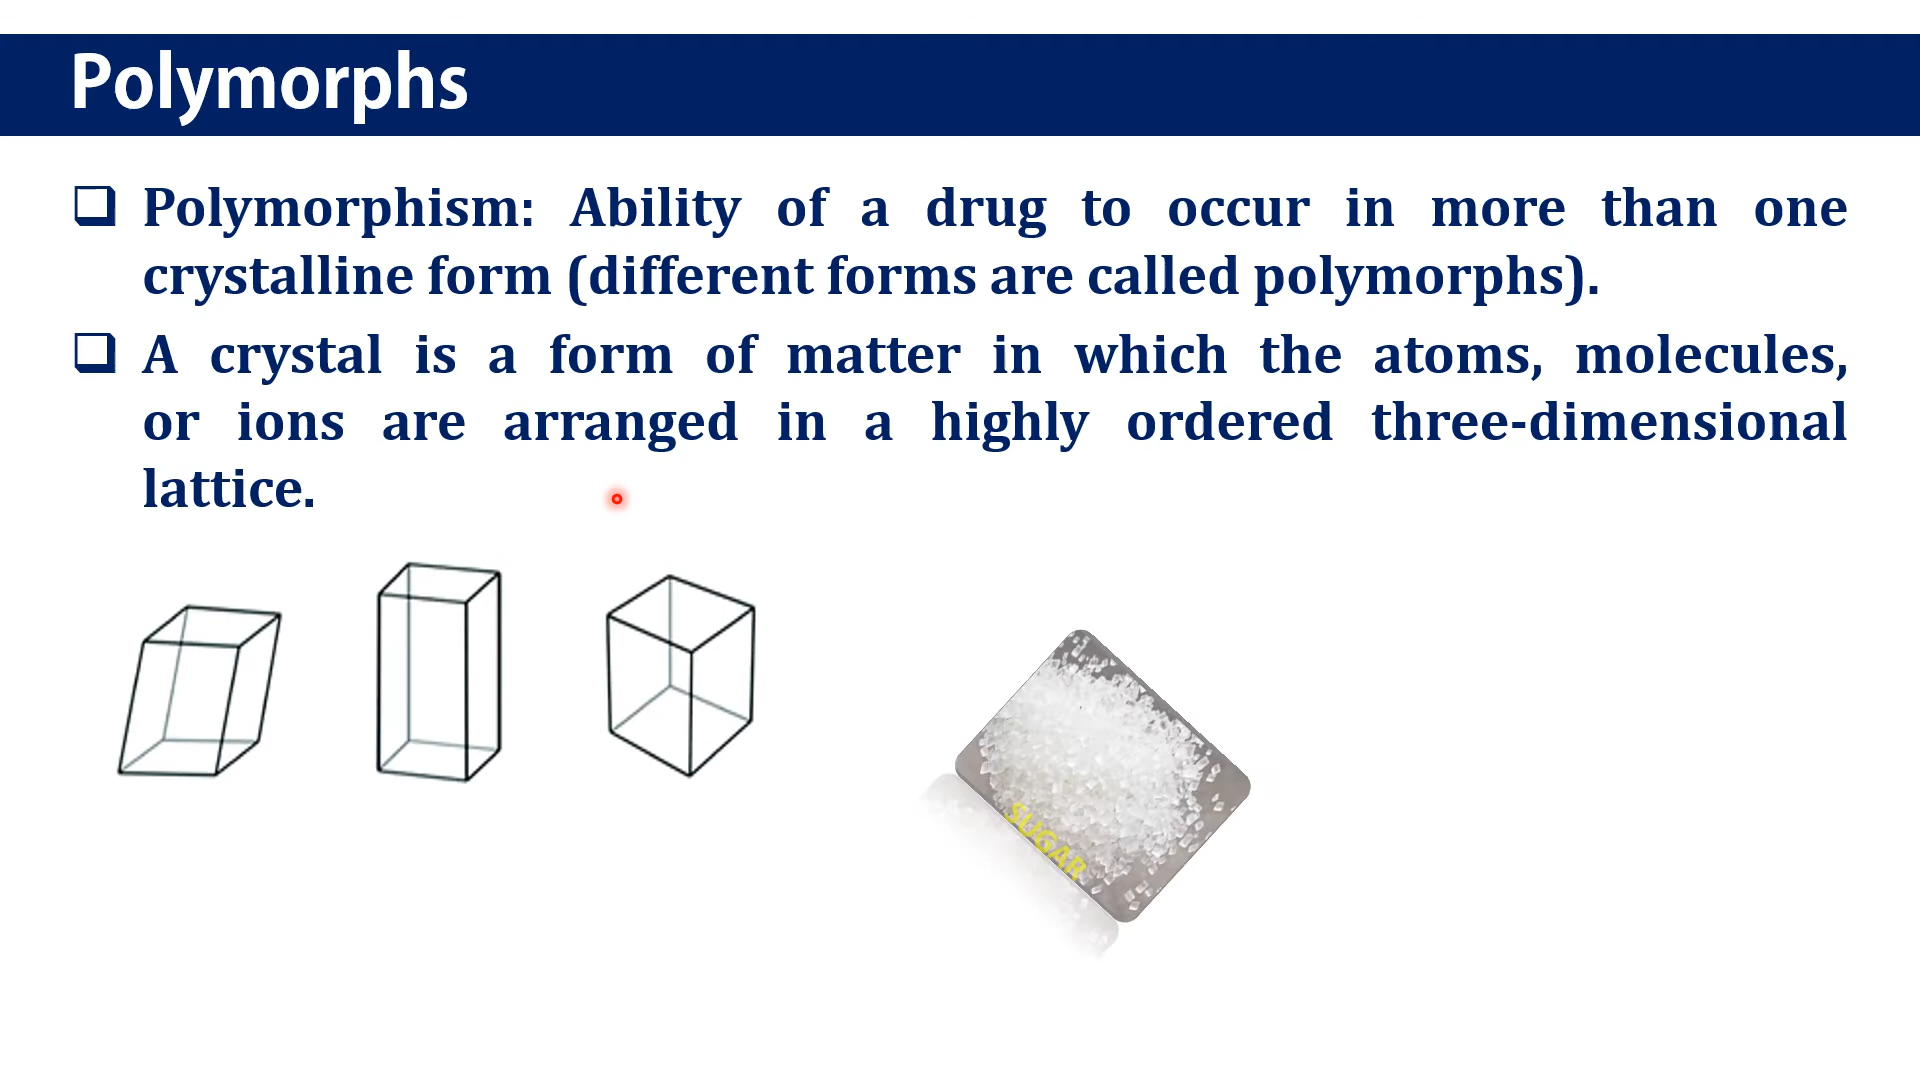 Polymorphs
Polymorphism: Ability of a drug to occur in more than one
crystalline form (different forms are called polymorphs).
A crystal is a form of matter in which the atoms, molecules,
or ions are arranged in a highly ordered three-dimensional
lattice.
SUGAR